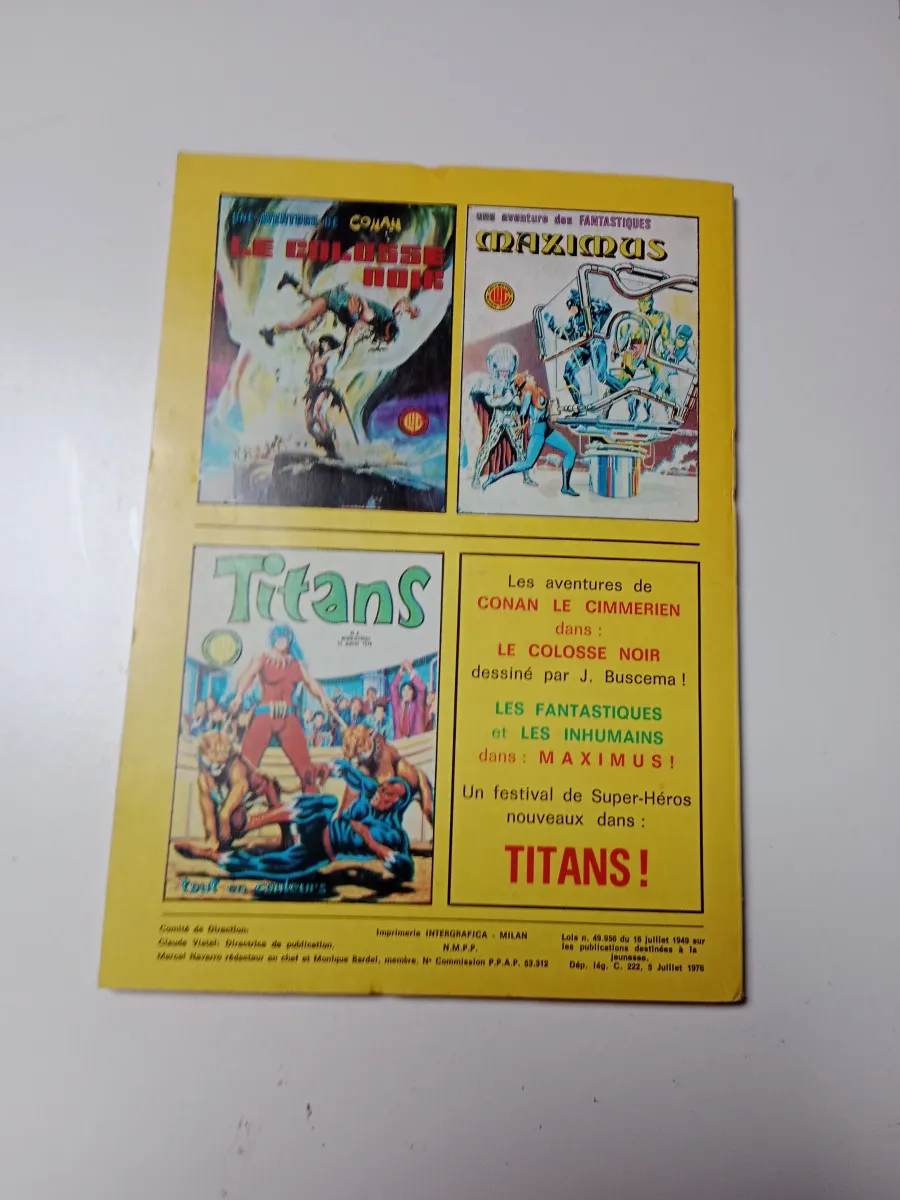 UNE AVENTURE DE CONAN
LE COLOSSE
NOIR
LUG
une aventure des FANTASTIQUES
MAXIMUS
LUG
Titans
LUG
tout en couleurs
Les aventures de
CONAN LE CIMMERIEN
dans :
LE COLOSSE NOIR
dessiné par J. Buscema !
LES FANTASTIQUES
et LES INHUMAINS
dans : MAXIMUS !
Un festival de Super-Héros
nouveaux dans :
TITANS !
Comité de Direction:
Claude Vistel: Directrice de publication.
Marcel Navarro rédacteur en chef et Monique Bardel, membre. N° Commission P.P.A.P. 53.312
Imprimerie INTERGRAFICA - MILAN
N.M.P.P.
Lois n. 49.956 du 16 juillet 1949 sur
les publications destinées à la
jeunesse.
Dép. lég. C. 222, 5 Juillet 1976